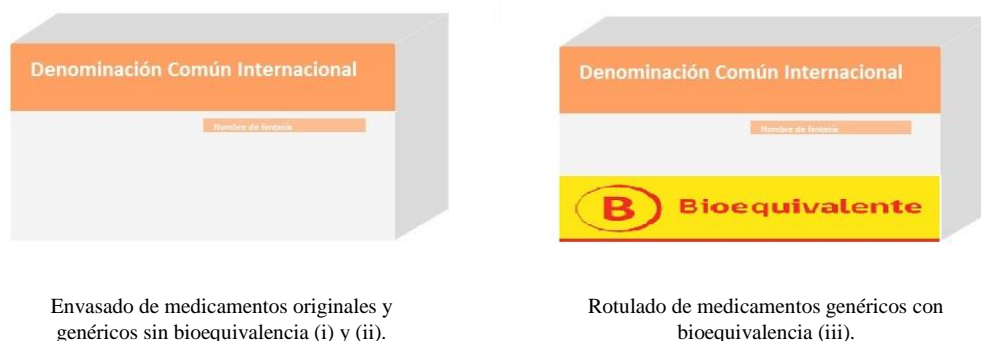 Denominación Común Internacional
Nombre de fantasía
Envasado de medicamentos originales y
genéricos sin bioequivalencia (i) y (ii).
Denominación Común Internacional
Nombre de fantasía
B Bioequivalente
Rotulado de medicamentos genéricos con
bioequivalencia (iii).